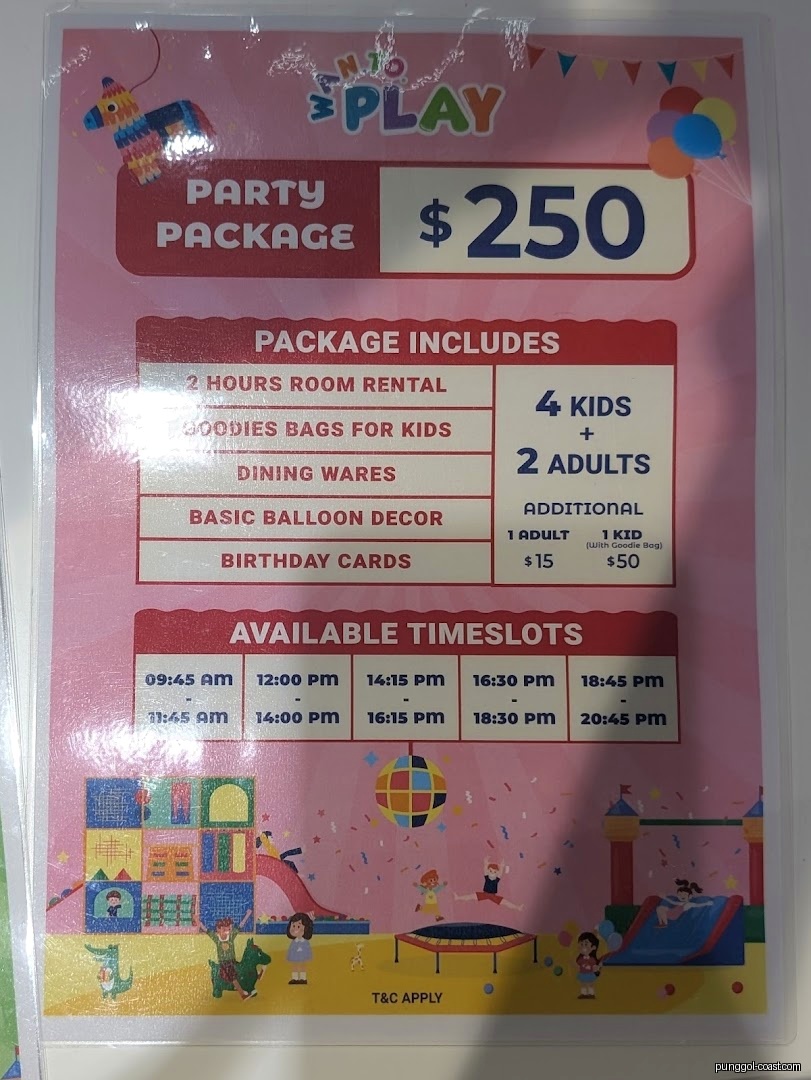 WAN TO
PLAY
PARTY
PACKAGE
$250
PACKAGE INCLUDES
2 HOURS ROOM RENTAL
GOODIES BAGS FOR KIDS
DINING WARES
BASIC BALLOON DECOR
BIRTHDAY CARDS
4 KIDS
+
2 ADULTS
ADDITIONAL
1 ADULT 1 KID
(With Goodie Bag)
$15 $50
AVAILABLE TIMESLOTS
09:45 AM 12:00 PM 14:15 PM 16:30 PM 18:45 PM
- - - - -
11:45 AM 14:00 PM 16:15 PM 18:30 PM 20:45 PM
T&C APPLY
punggol-coast.com